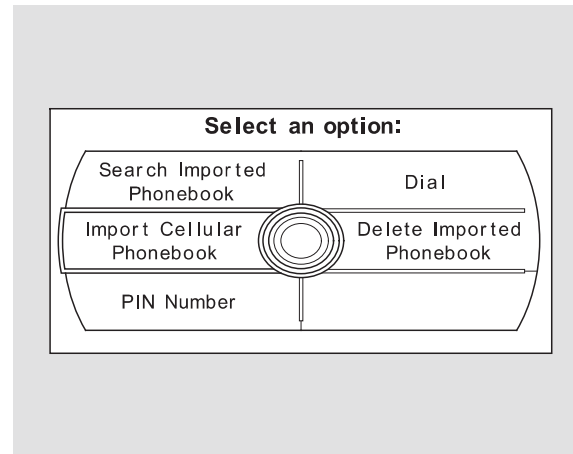 Select an option:
Search Imported
Phonebook
Dial
Import Cellular
Phonebook
Delete Imported
Phonebook
PIN Number